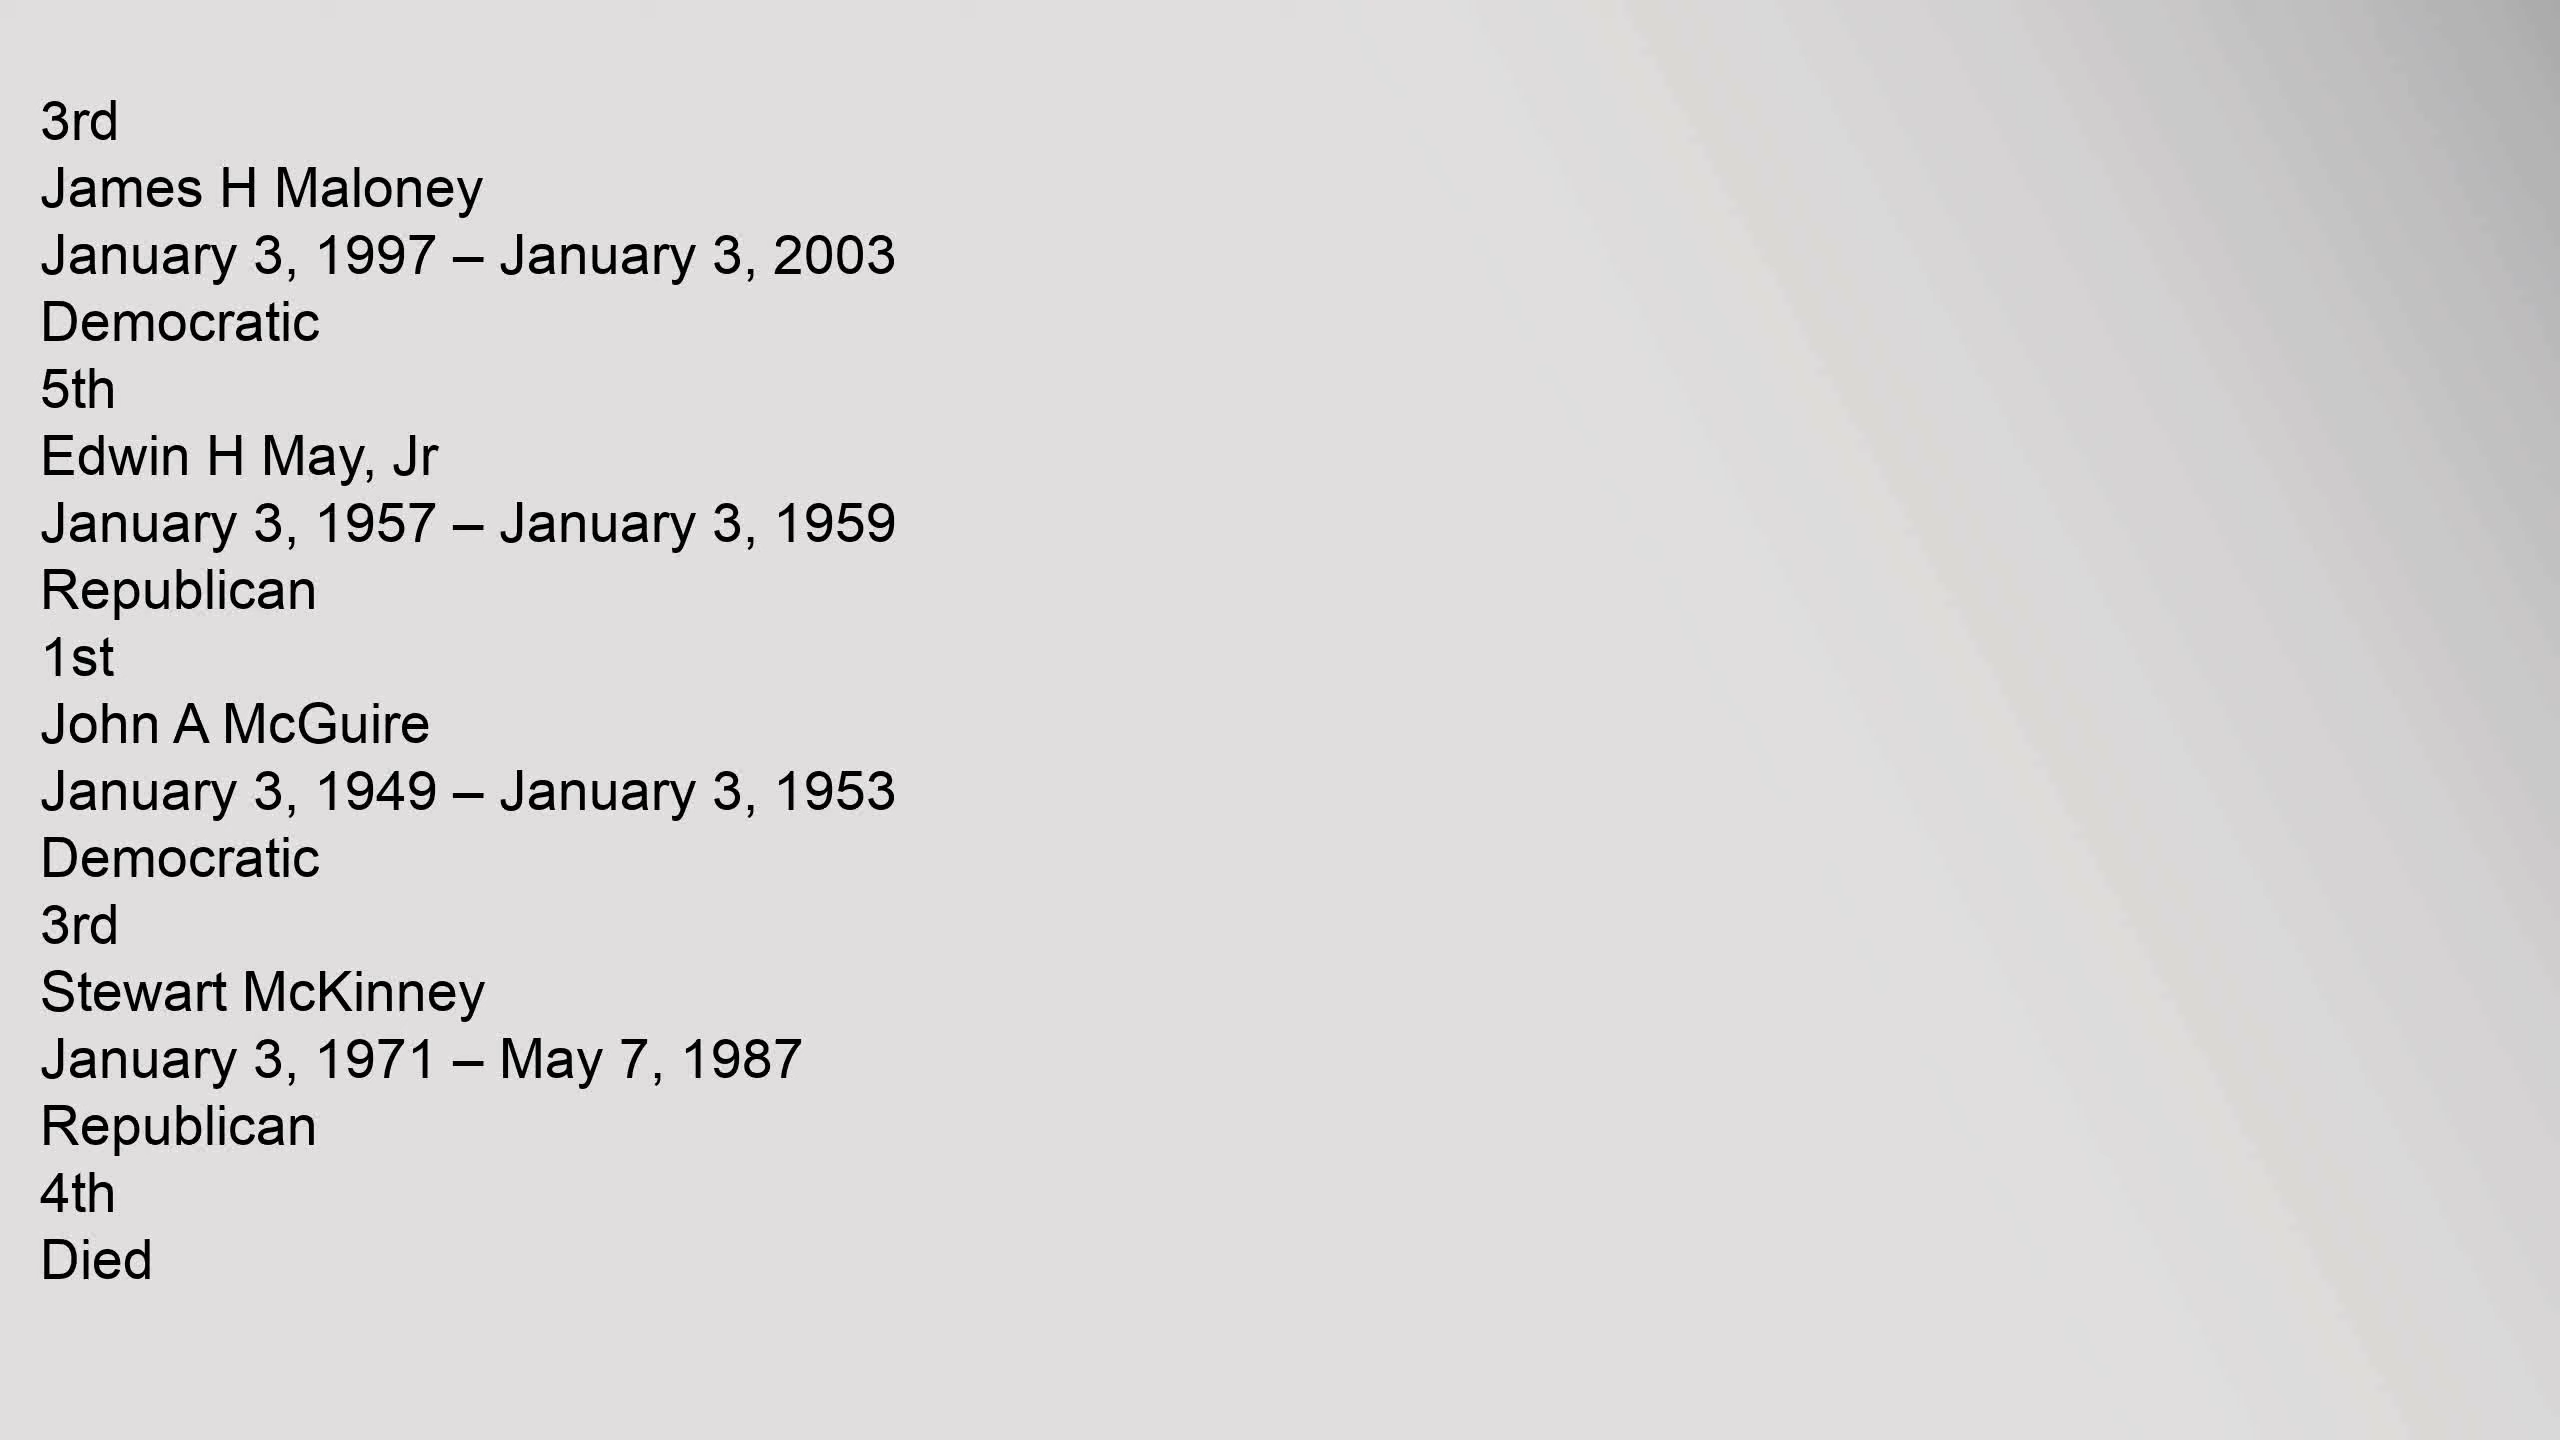 3rd
James H Maloney
January 3, 1997 – January 3, 2003
Democratic
5th
Edwin H May, Jr
January 3, 1957 – January 3, 1959
Republican
1st
John A McGuire
January 3, 1949 – January 3, 1953
Democratic
3rd
Stewart McKinney
January 3, 1971 – May 7, 1987
Republican
4th
Died